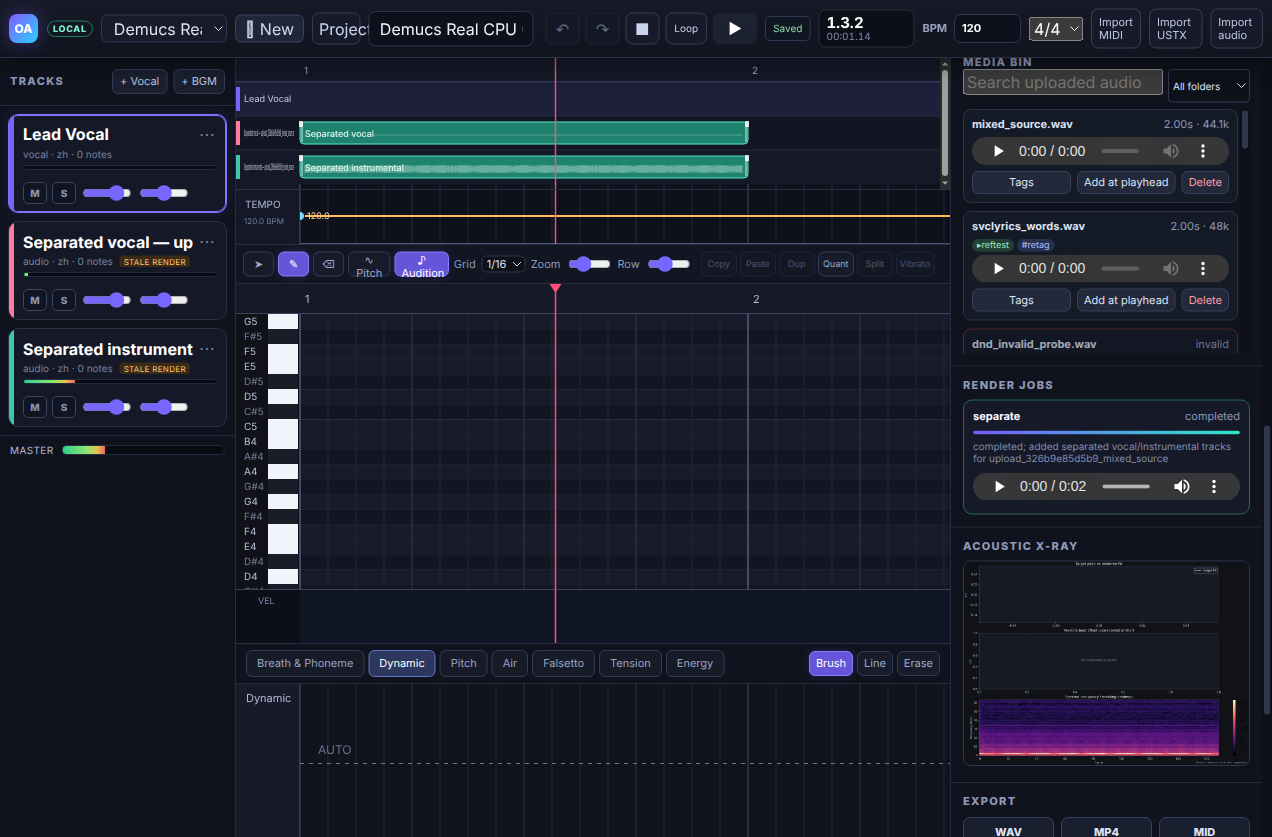 OA LOCAL Demucs Rea New Project Demucs Real CPU Loop Saved 1.3.2 BPM 120 4/4 Import MIDI Import USTX Import audio
00:01.14
TRACKS + Vocal + BGM
Lead Vocal ...
vocal · zh · 0 notes
M S
Separated vocal — up ...
audio · zh · 0 notes STALE RENDER
M S
Separated instrument ...
audio · zh · 0 notes STALE RENDER
M S
MASTER
1 2
Lead Vocal
Separated vocal
Separated instrumental
TEMPO
120.0 BPM
120.0
Pitch Audition Grid 1/16 Zoom Row Copy Paste Dup Quant Split Vibrato
1 2
G5
F#5
F5
E5
D#5
D5
C#5
C5
B4
A#4
A4
G#4
G4
F#4
F4
E4
D#4
D4
VEL
Breath & Phoneme Dynamic Pitch Air Falsetto Tension Energy Brush Line Erase
Dynamic
AUTO
MEDIA BIN
Search uploaded audio All folders
mixed_source.wav 2.00s · 44.1k
0:00 / 0:00
Tags Add at playhead Delete
svclyrics_words.wav 2.00s · 48k
▸reftest #retag
0:00 / 0:00
Tags Add at playhead Delete
dnd_invalid_probe.wav invalid
RENDER JOBS
separate completed
completed; added separated vocal/instrumental tracks
for upload_326b9e85d5b9_mixed_source
0:00 / 0:02
ACOUSTIC X-RAY
EXPORT
WAV MP4 MID